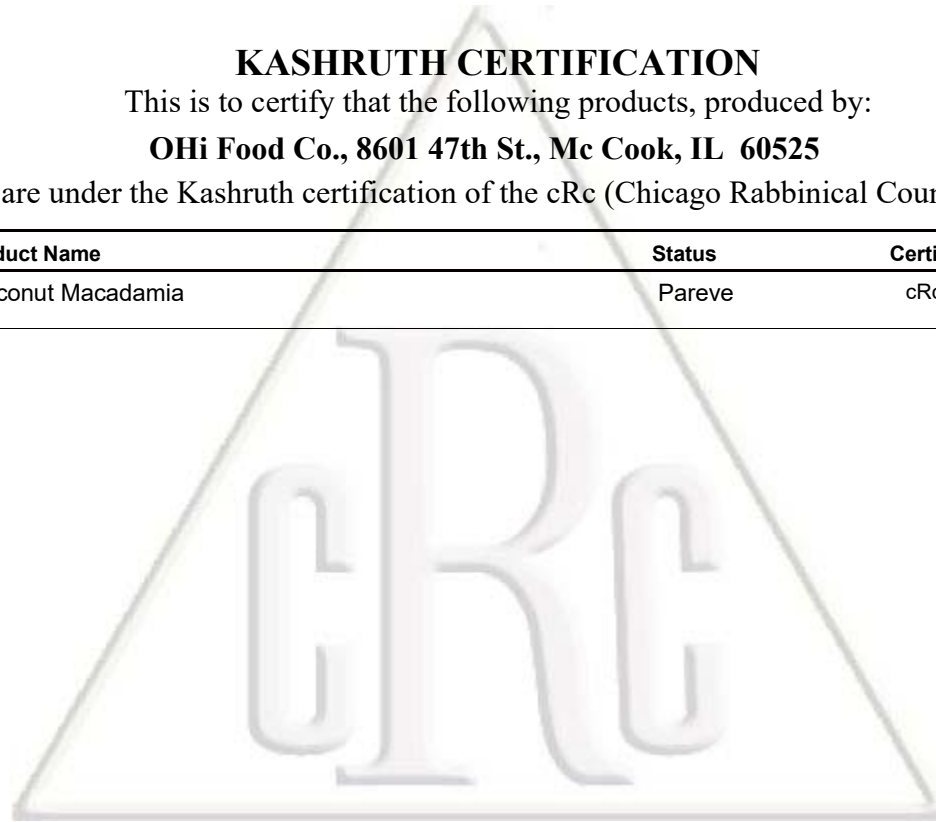 KASHRUTH CERTIFICATION
This is to certify that the following products, produced by:
OHi Food Co., 8601 47th St., Mc Cook, IL 60525
are under the Kashruth certification of the cRc (Chicago Rabbinical Coun
duct Name Status Certi
conut Macadamia Pareve cRc
cRc